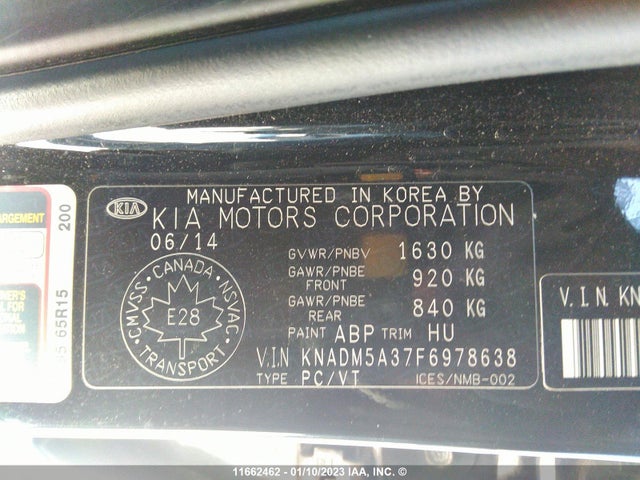 MANUFACTURED IN KOREA BY
KIA KIA MOTORS CORPORATION
06/14
GVWR/PNBV 1630 KG
GAWR/PNBE FRONT 920 KG
GAWR/PNBE REAR 840 KG
PAINT ABP TRIM HU
V.I.N KNADM5A37F6978638
TYPE PC/VT ICES/NMB-002
CANADA
CMVSS NSVAC
E28
TRANSPORT
ARGEMENT
200
65R15
V.I.N. KN
11662462 - 01/10/2023 IAA, INC. ©